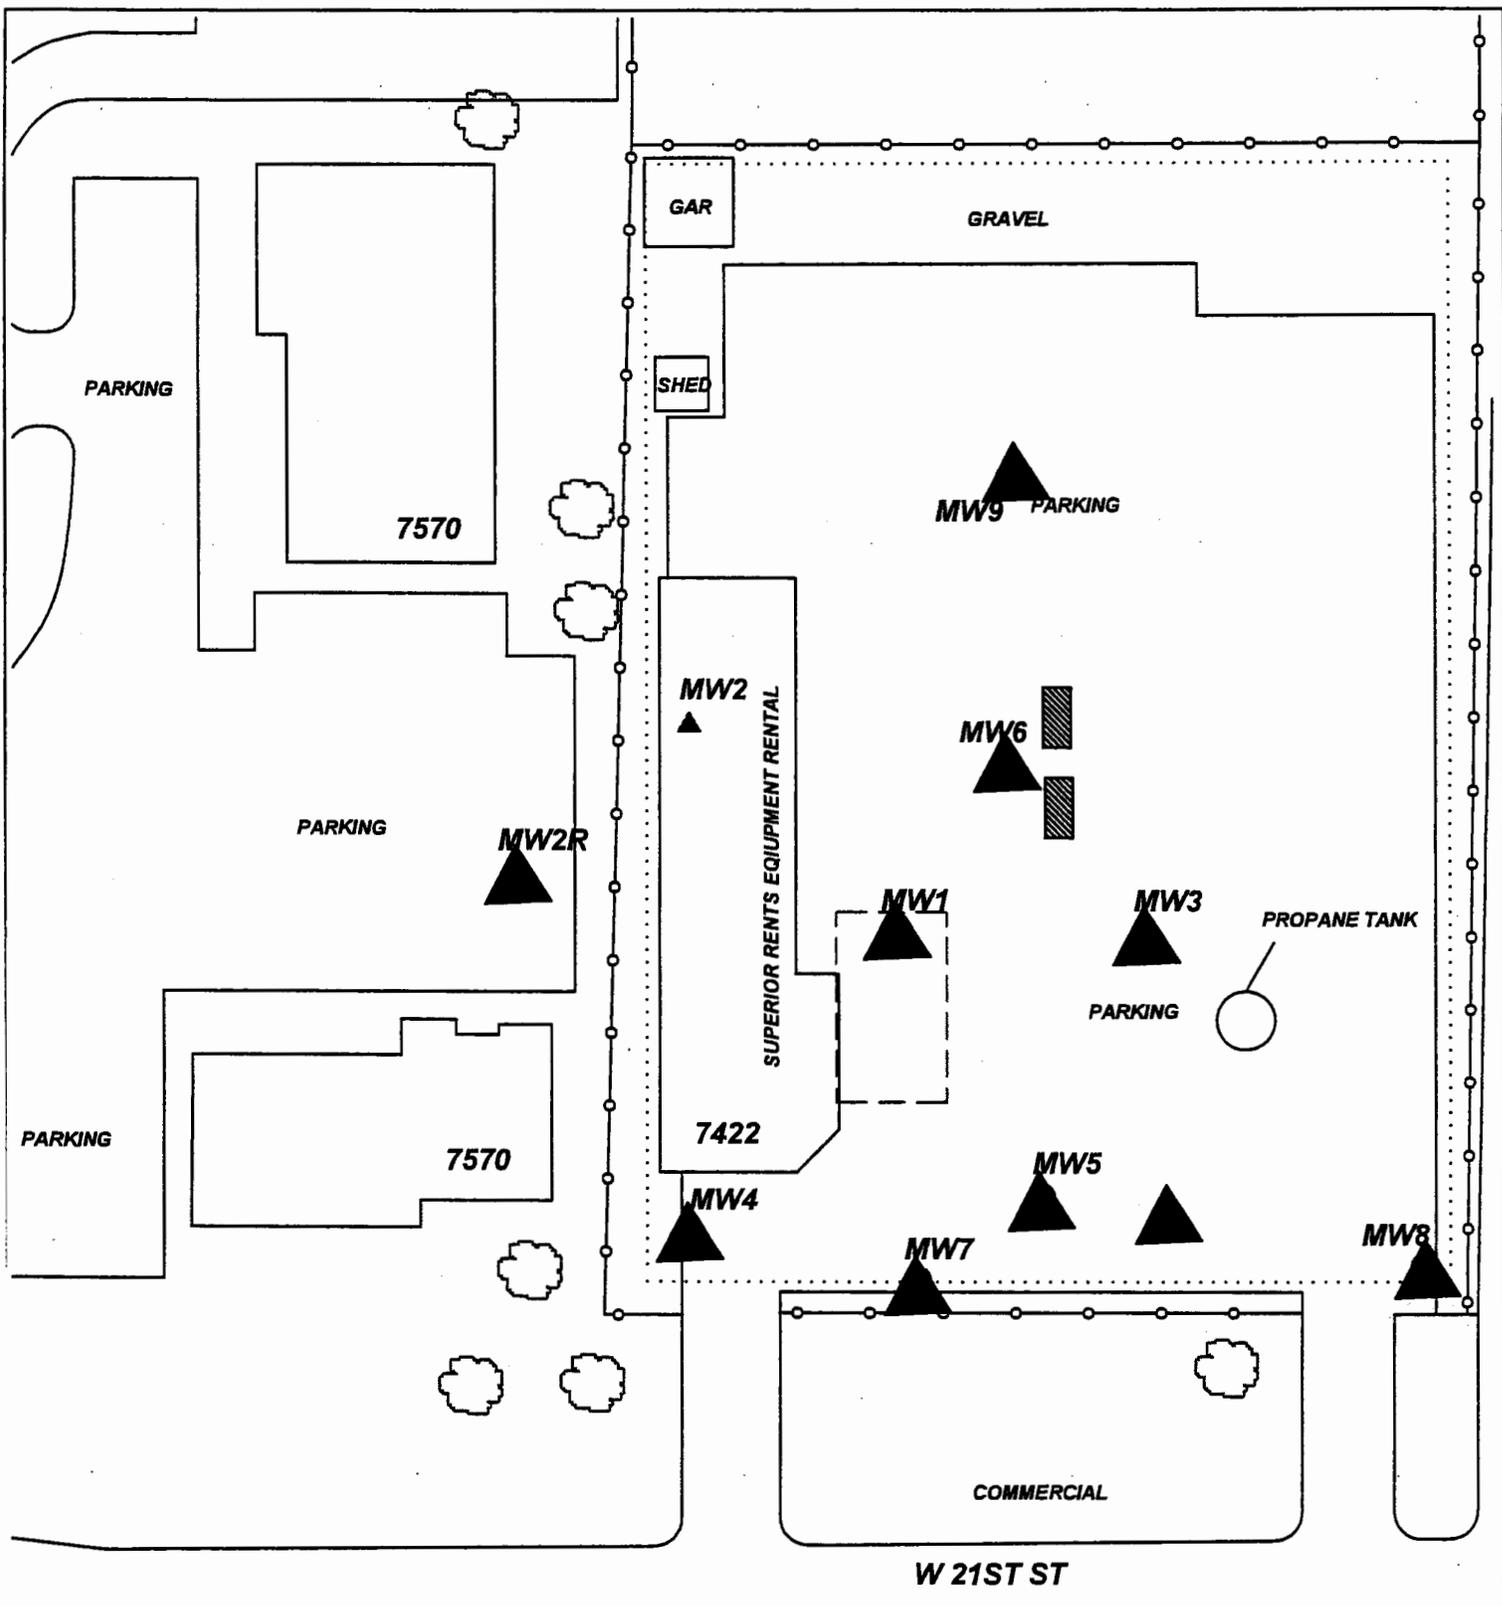 GAR
GRAVEL
SHED
PARKING
MW9
PARKING
7570
MW2
MW6
SUPERIOR RENTS EQIUPMENT RENTAL
PARKING
MW2R
MW1
MW3
PROPANE TANK
PARKING
7422
PARKING
7570
MW5
MW4
MW7
MW8
COMMERCIAL
W 21ST ST